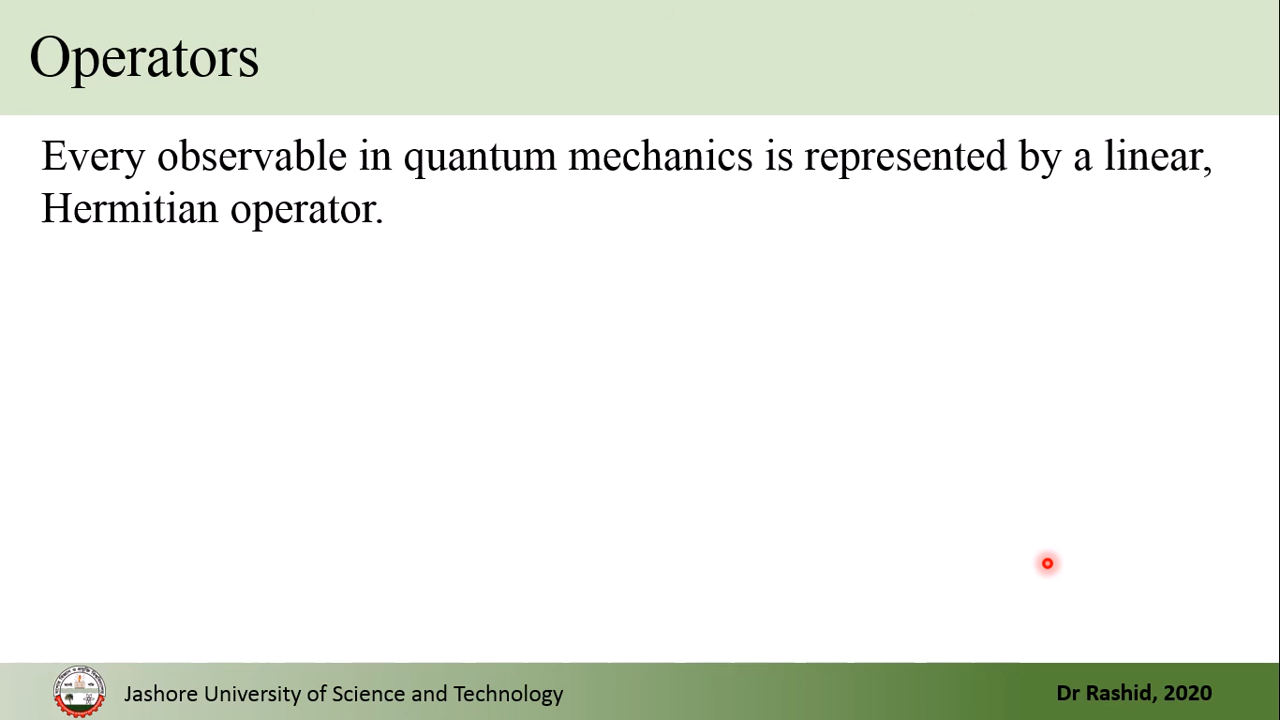 Operators
Every observable in quantum mechanics is represented by a linear,
Hermitian operator.
Jashore University of Science and Technology
Dr Rashid, 2020